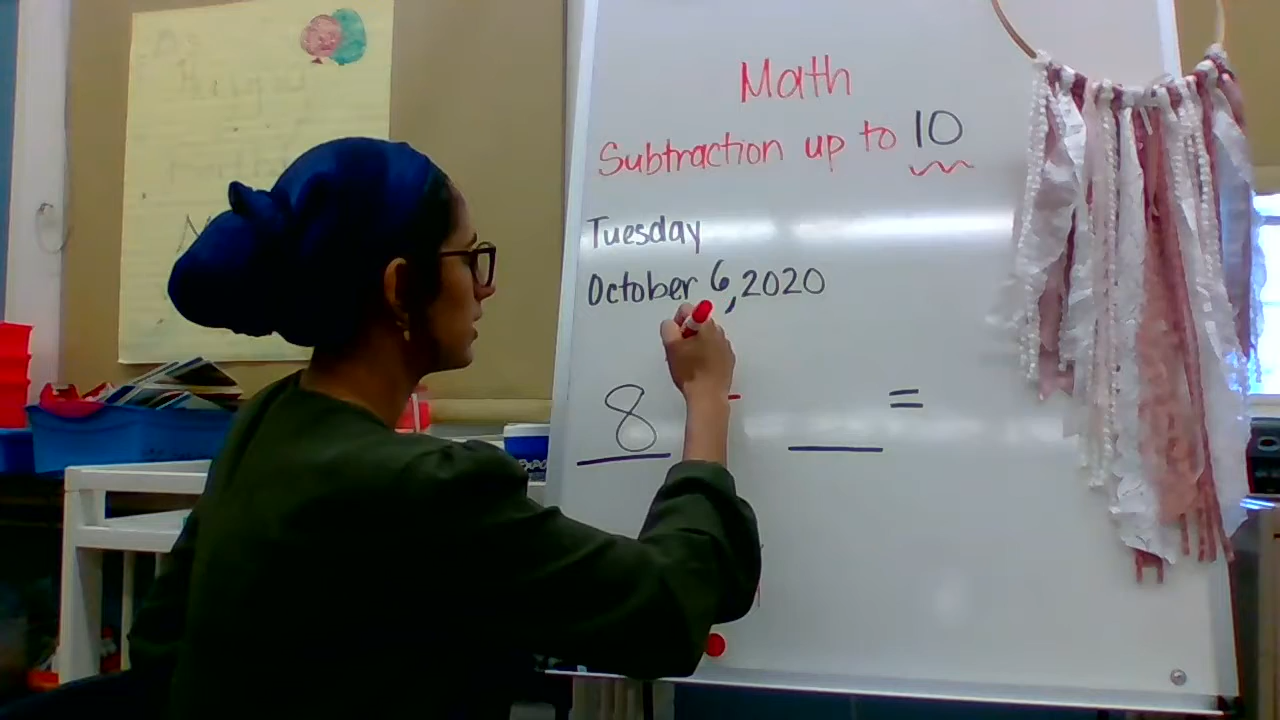 Math
Subtraction up to 10
Tuesday
October 6, 2020
8 - =